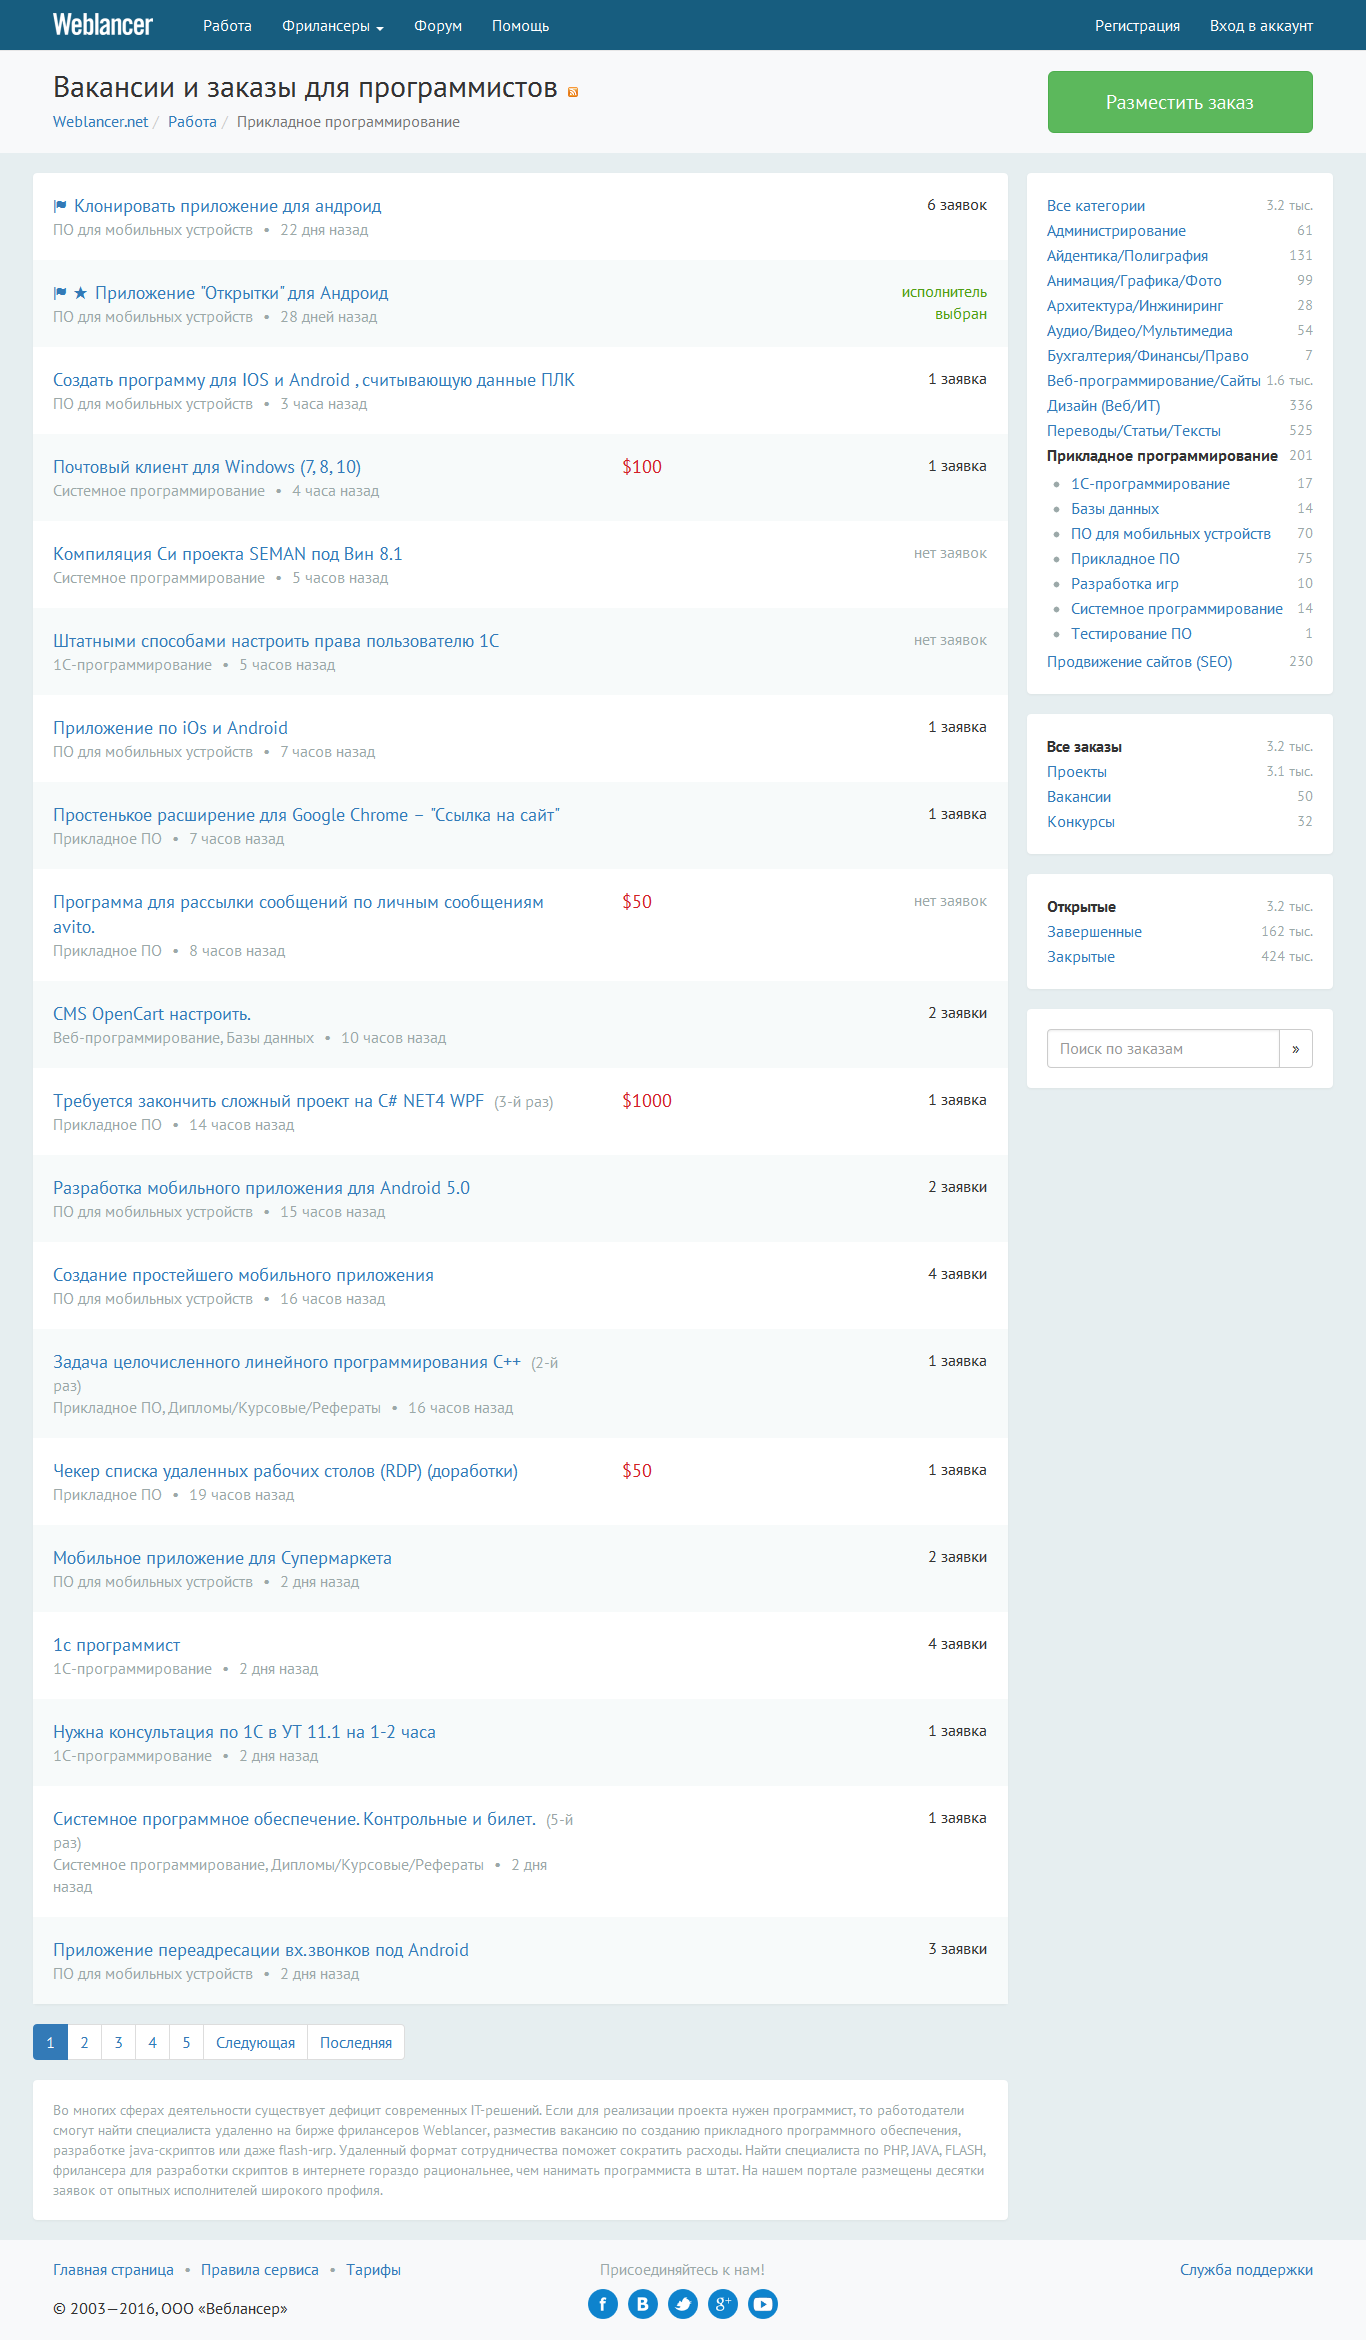 Weblancer Работа Фрилансеры Форум Помощь Регистрация Вход в аккаунт
Вакансии и заказы для программистов
Weblancer.net / Работа / Прикладное программирование
Разместить заказ
Клонировать приложение для андроид 6 заявок
ПО для мобильных устройств • 22 дня назад
Приложение "Открытки" для Андроид исполнитель
выбран
ПО для мобильных устройств • 28 дней назад
Создать программу для IOS и Android , считывающую данные ПЛК 1 заявка
ПО для мобильных устройств • 3 часа назад
Почтовый клиент для Windows (7, 8, 10) $100 1 заявка
Системное программирование • 4 часа назад
Компиляция Си проекта SEMAN под Вин 8.1 нет заявок
Системное программирование • 5 часов назад
Штатными способами настроить права пользователю 1С нет заявок
1С-программирование • 5 часов назад
Приложение по iOs и Android 1 заявка
ПО для мобильных устройств • 7 часов назад
Простенькое расширение для Google Chrome – "Ссылка на сайт" 1 заявка
Прикладное ПО • 7 часов назад
Программа для рассылки сообщений по личным сообщениям $50 нет заявок
avito.
Прикладное ПО • 8 часов назад
CMS OpenCart настроить. 2 заявки
Веб-программирование, Базы данных • 10 часов назад
Требуется закончить сложный проект на C# NET4 WPF (3-й раз) $1000 1 заявка
Прикладное ПО • 14 часов назад
Разработка мобильного приложения для Android 5.0 2 заявки
ПО для мобильных устройств • 15 часов назад
Создание простейшего мобильного приложения 4 заявки
ПО для мобильных устройств • 16 часов назад
Задача целочисленного линейного программирования С++ (2-й 1 заявка
раз)
Прикладное ПО, Дипломы/Курсовые/Рефераты • 16 часов назад
Чекер списка удаленных рабочих столов (RDP) (доработки) $50 1 заявка
Прикладное ПО • 19 часов назад
Мобильное приложение для Супермаркета 2 заявки
ПО для мобильных устройств • 2 дня назад
1с программист 4 заявки
1С-программирование • 2 дня назад
Нужна консультация по 1С в УТ 11.1 на 1-2 часа 1 заявка
1С-программирование • 2 дня назад
Системное программное обеспечение. Контрольные и билет. (5-й 1 заявка
раз)
Системное программирование, Дипломы/Курсовые/Рефераты • 2 дня
назад
Приложение переадресации вх.звонков под Android 3 заявки
ПО для мобильных устройств • 2 дня назад
1 2 3 4 5 Следующая Последняя
Во многих сферах деятельности существует дефицит современных IT-решений. Если для реализации проекта нужен программист, то работодатели
смогут найти специалиста удаленно на бирже фрилансеров Weblancer, разместив вакансию по созданию прикладного программного обеспечения,
разработке java-скриптов или даже flash-игр. Удаленный формат сотрудничества поможет сократить расходы. Найти специалиста по PHP, JAVA, FLASH,
фрилансера для разработки скриптов в интернете гораздо рациональнее, чем нанимать программиста в штат. На нашем портале размещены десятки
заявок от опытных исполнителей широкого профиля.
Все категории 3.2 тыс.
Администрирование 61
Айдентика/Полиграфия 131
Анимация/Графика/Фото 99
Архитектура/Инжиниринг 28
Аудио/Видео/Мультимедиа 54
Бухгалтерия/Финансы/Право 7
Веб-программирование/Сайты 1.6 тыс.
Дизайн (Веб/ИТ) 336
Переводы/Статьи/Тексты 525
Прикладное программирование 201
• 1С-программирование 17
• Базы данных 14
• ПО для мобильных устройств 70
• Прикладное ПО 75
• Разработка игр 10
• Системное программирование 14
• Тестирование ПО 1
Продвижение сайтов (SEO) 230
Все заказы 3.2 тыс.
Проекты 3.1 тыс.
Вакансии 50
Конкурсы 32
Открытые 3.2 тыс.
Завершенные 162 тыс.
Закрытые 424 тыс.
Поиск по заказам »
Главная страница • Правила сервиса • Тарифы
© 2003—2016, ООО «Веблансер»
Присоединяйтесь к нам!
Служба поддержки